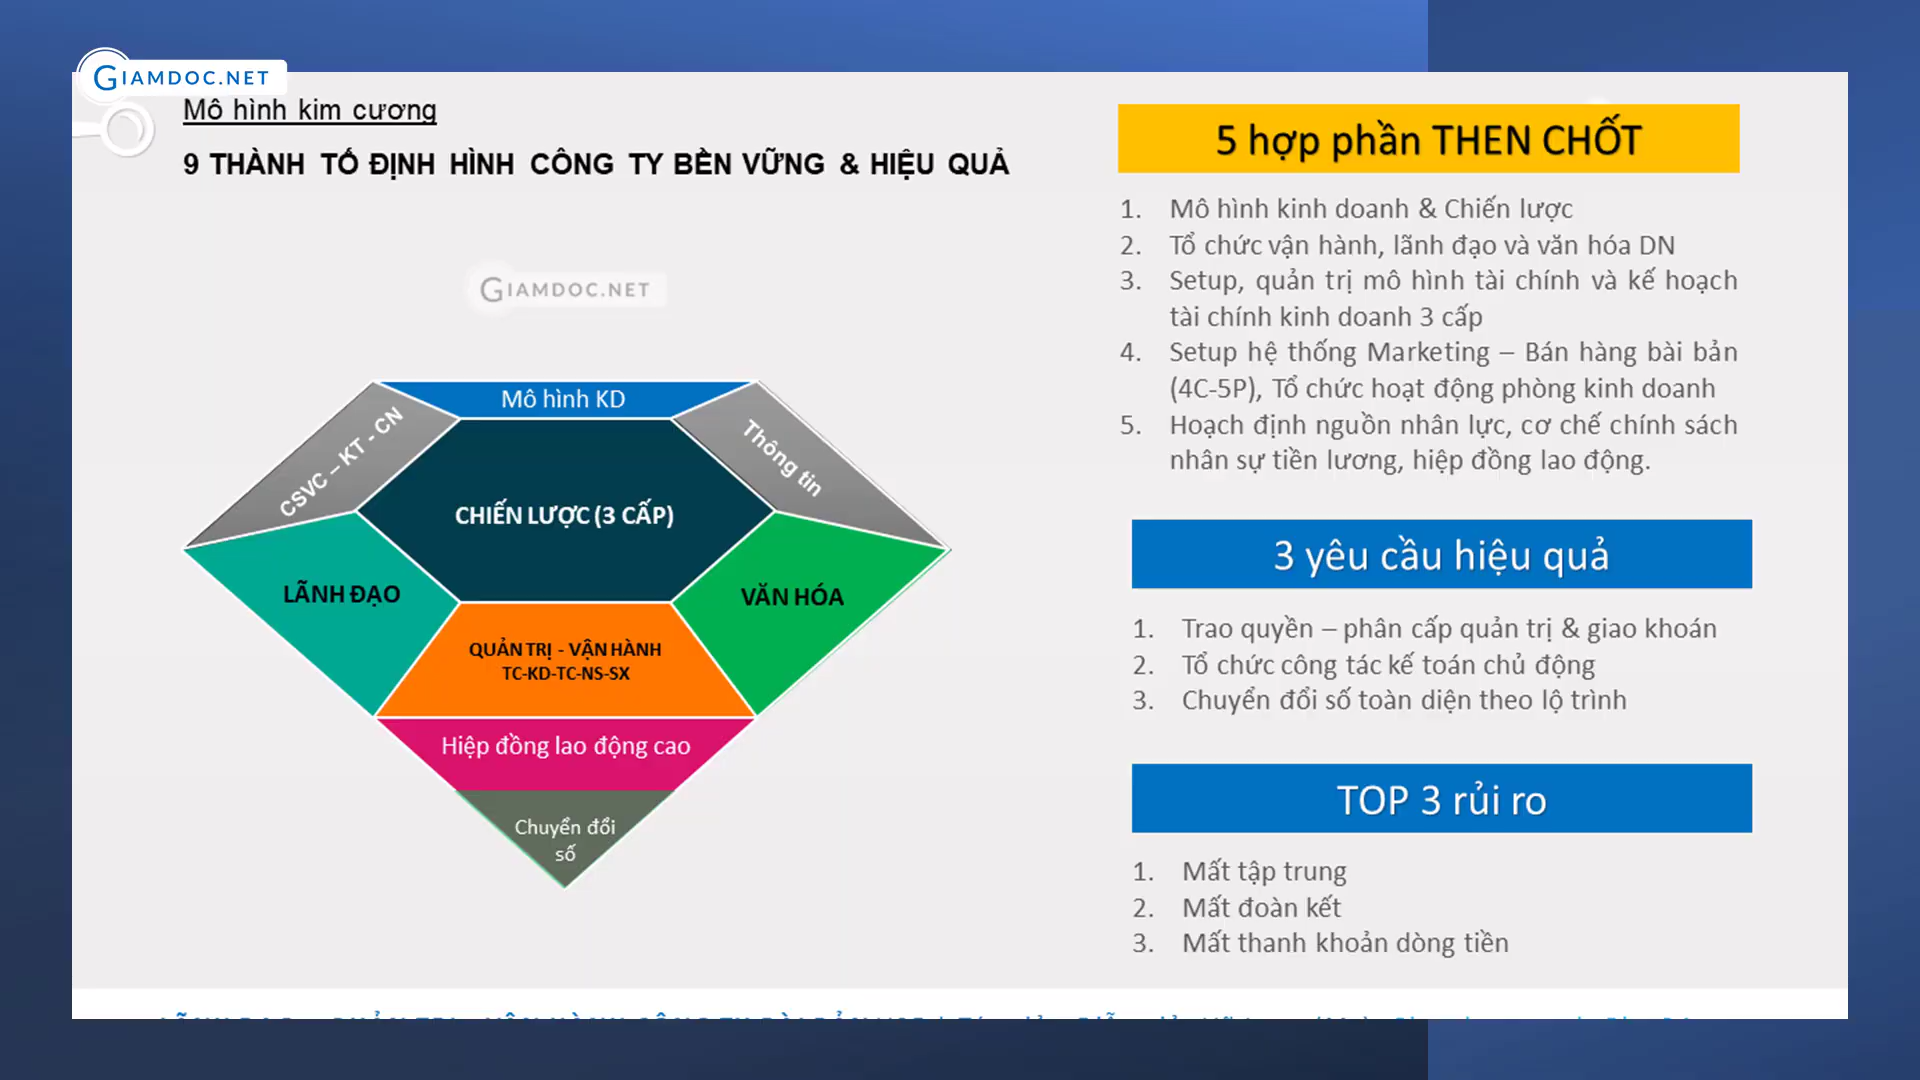 GIAMDOC.NET
Mô hình kim cương
9 THÀNH TỐ ĐỊNH HÌNH CÔNG TY BỀN VỮNG & HIỆU QUẢ
GIAMDOC.NET
Mô hình KD
CSVC – KT - CN
Thông tin
CHIẾN LƯỢC (3 CẤP)
LÃNH ĐẠO
VĂN HÓA
QUẢN TRỊ - VẬN HÀNH
TC-KD-TC-NS-SX
Hiệp đồng lao động cao
Chuyển đổi
số
5 hợp phần THEN CHỐT
1. Mô hình kinh doanh & Chiến lược
2. Tổ chức vận hành, lãnh đạo và văn hóa DN
3. Setup, quản trị mô hình tài chính và kế hoạch
tài chính kinh doanh 3 cấp
4. Setup hệ thống Marketing – Bán hàng bài bản
(4C-5P), Tổ chức hoạt động phòng kinh doanh
5. Hoạch định nguồn nhân lực, cơ chế chính sách
nhân sự tiền lương, hiệp đồng lao động.
3 yêu cầu hiệu quả
1. Trao quyền – phân cấp quản trị & giao khoán
2. Tổ chức công tác kế toán chủ động
3. Chuyển đổi số toàn diện theo lộ trình
TOP 3 rủi ro
1. Mất tập trung
2. Mất đoàn kết
3. Mất thanh khoản dòng tiền